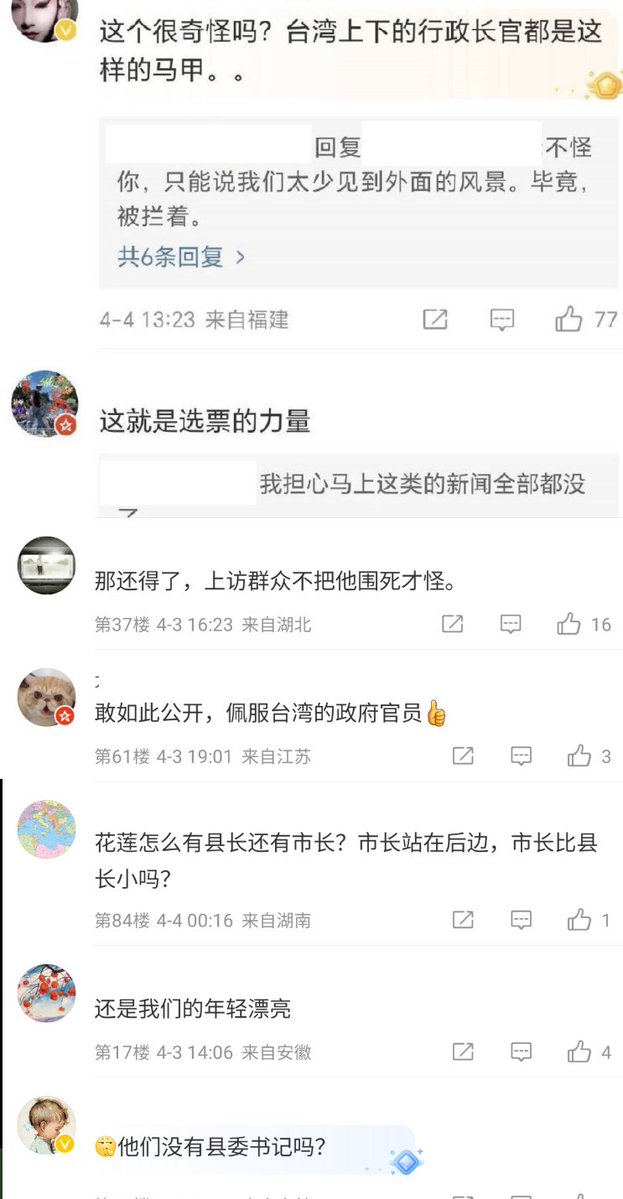 这个很奇怪吗？台湾上下的行政长官都是这
样的马甲。。
回复 不怪
你，只能说我们太少见到外面的风景。毕竟，
被拦着。
共6条回复 >
4-4 13:23 来自福建 77
这就是选票的力量
我担心马上这类的新闻全部都没
那还得了，上访群众不把他围死才怪。
第37楼 4-3 16:23 来自湖北 16
敢如此公开，佩服台湾的政府官员👍
第61楼 4-3 19:01 来自江苏 3
花莲怎么有县长还有市长？市长站在后边，市长比县
长小吗？
第84楼 4-4 00:16 来自湖南 1
还是我们的年轻漂亮
第17楼 4-3 14:06 来自安徽 4
他们没有县委书记吗？